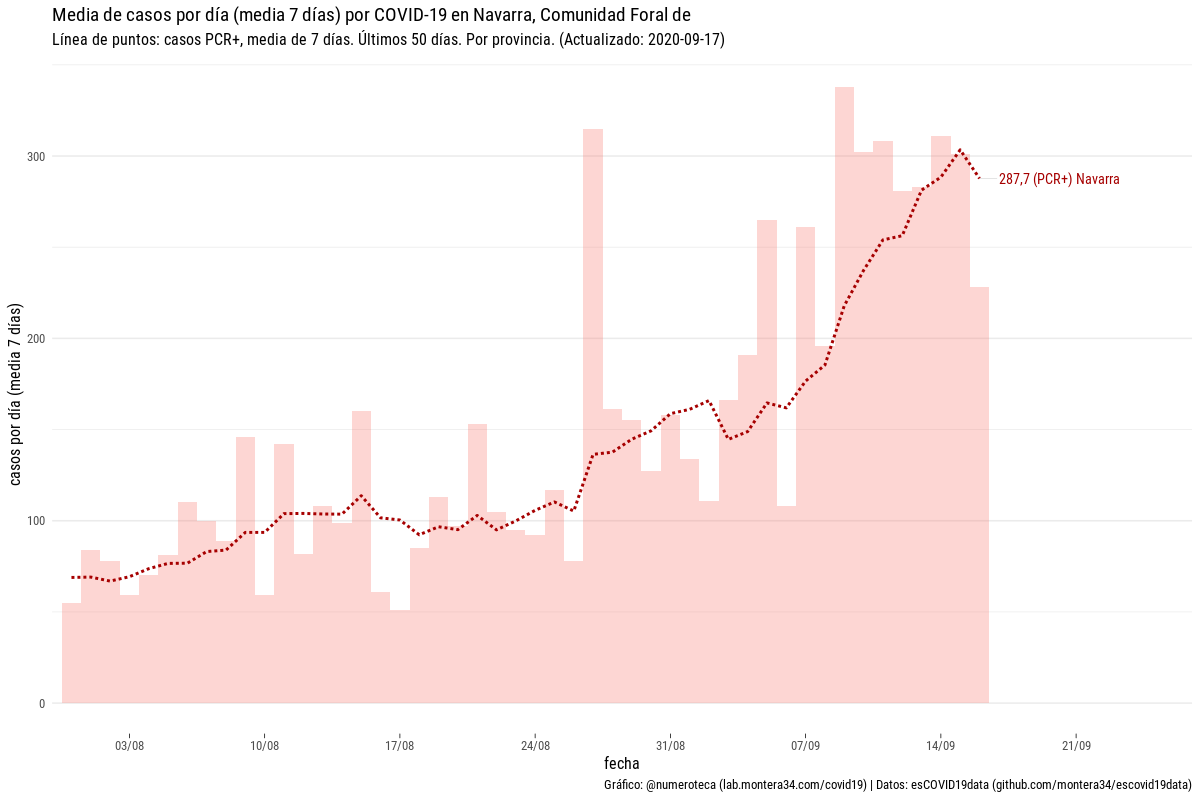 Media de casos por día (media 7 días) por COVID-19 en Navarra, Comunidad Foral de
Línea de puntos: casos PCR+, media de 7 días. Últimos 50 días. Por provincia. (Actualizado: 2020-09-17)
casos por día (media 7 días)
300
200
100
0
287,7 (PCR+) Navarra
03/08
10/08
17/08
24/08
31/08
07/09
14/09
21/09
fecha
Gráfico: @numeroteca (lab.montera34.com/covid19) | Datos: esCOVID19data (github.com/montera34/escovid19data)